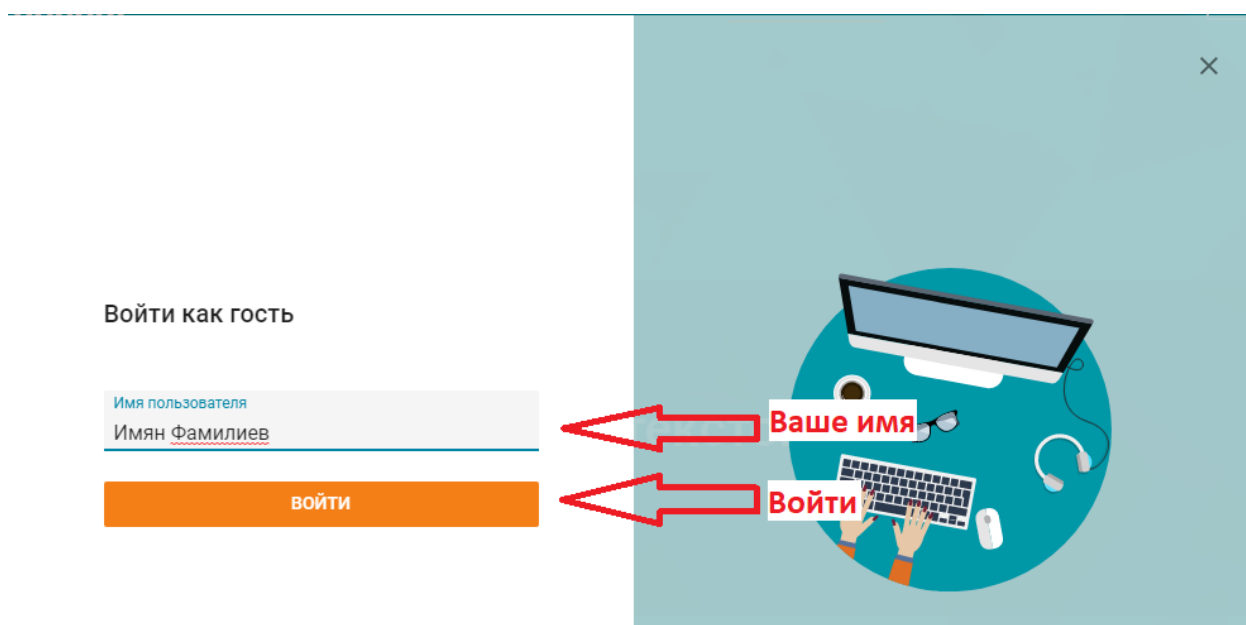 Войти как гость
Имя пользователя
Имян Фамилиев
Ваше имя
ВОЙТИ
Войти